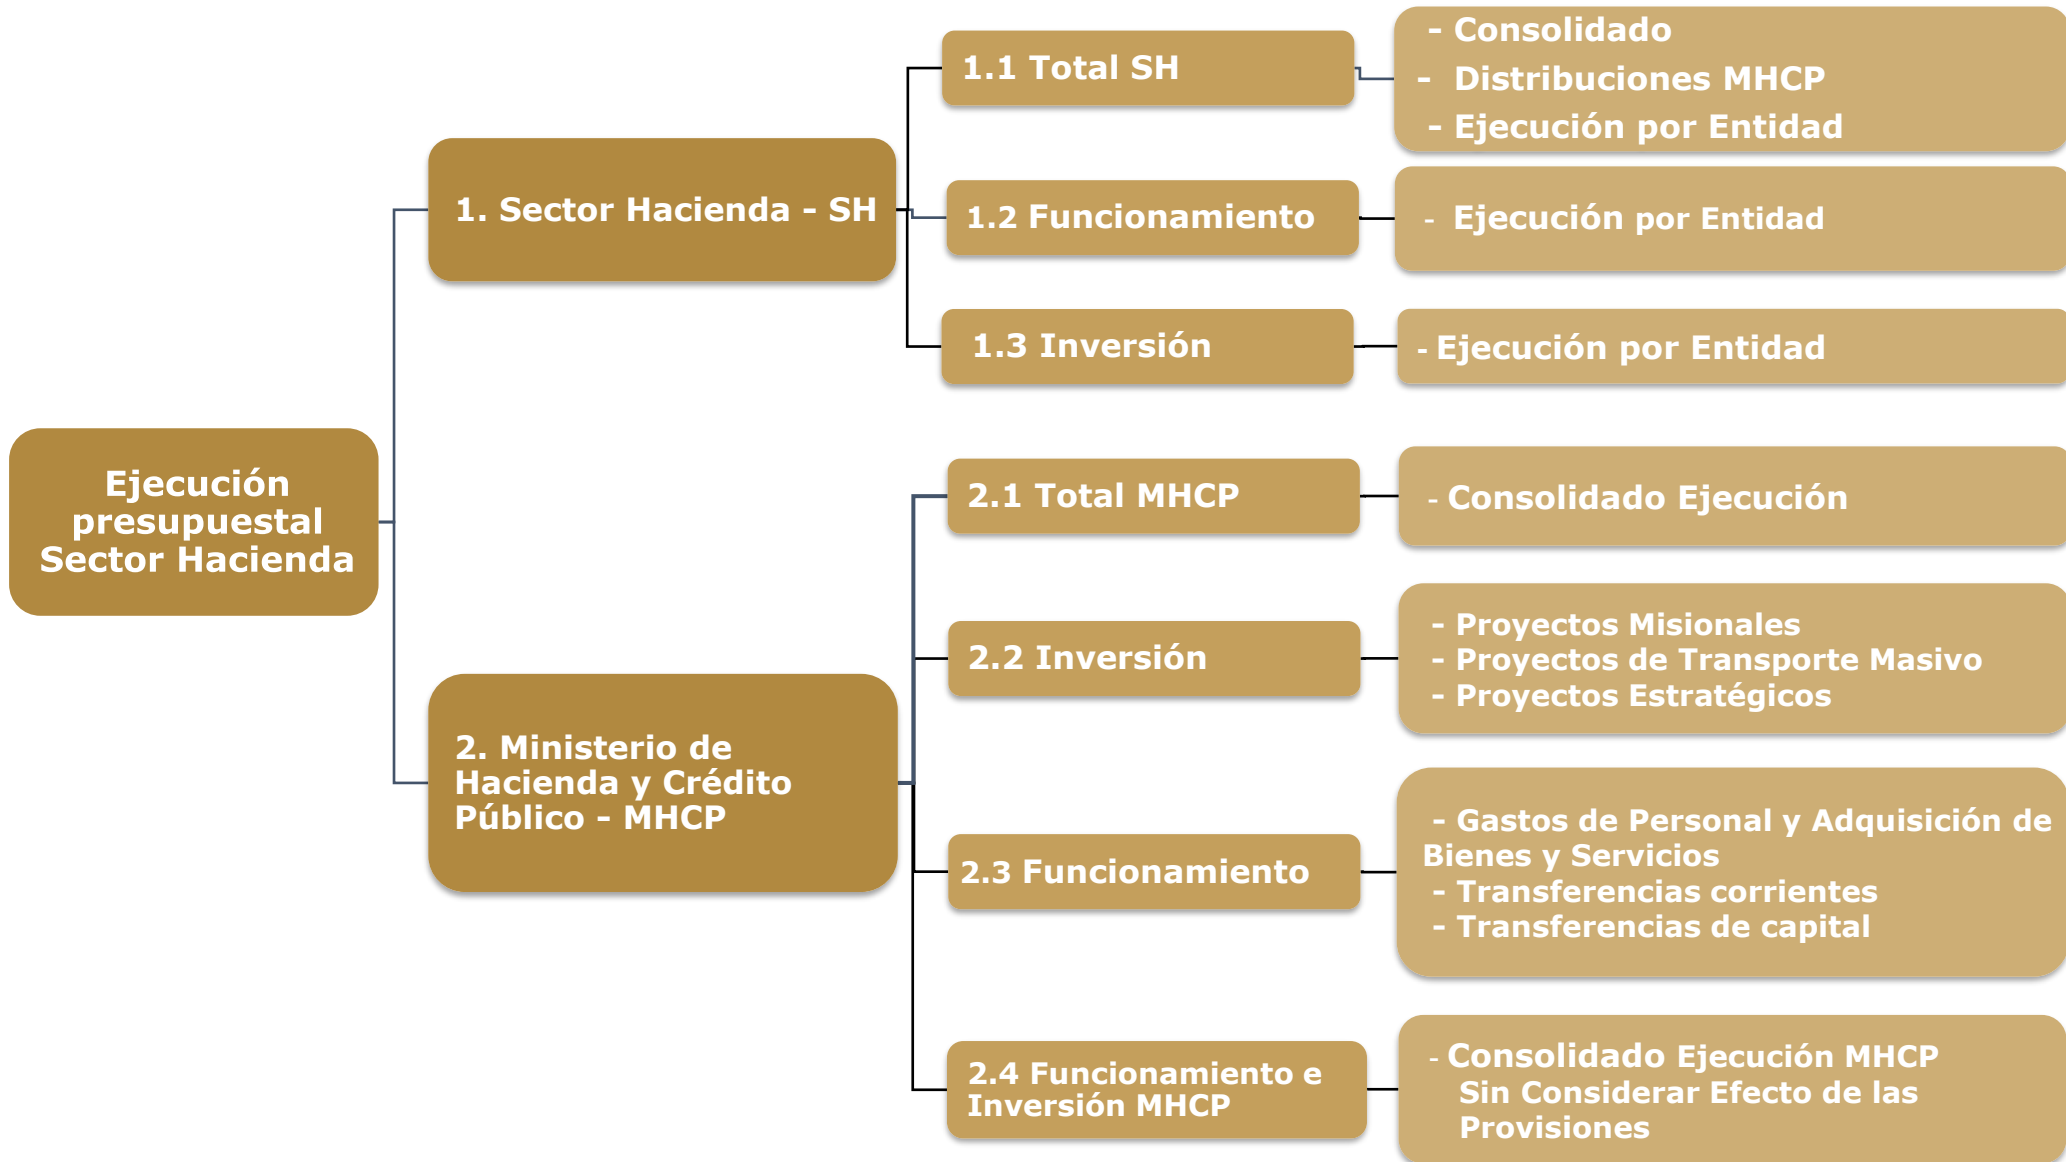 Ejecución
presupuestal
Sector Hacienda
1. Sector Hacienda – SH
1.1 Total SH
– Consolidado
– Distribuciones MHCP
– Ejecución por Entidad
1.2 Funcionamiento
- Ejecución por Entidad
1.3 Inversión
- Ejecución por Entidad
2. Ministerio de
Hacienda y Crédito
Público – MHCP
2.1 Total MHCP
- Consolidado Ejecución
2.2 Inversión
– Proyectos Misionales
– Proyectos de Transporte Masivo
– Proyectos Estratégicos
2.3 Funcionamiento
– Gastos de Personal y Adquisición de
Bienes y Servicios
– Transferencias corrientes
– Transferencias de capital
2.4 Funcionamiento e
Inversión MHCP
- Consolidado Ejecución MHCP
Sin Considerar Efecto de las
Provisiones